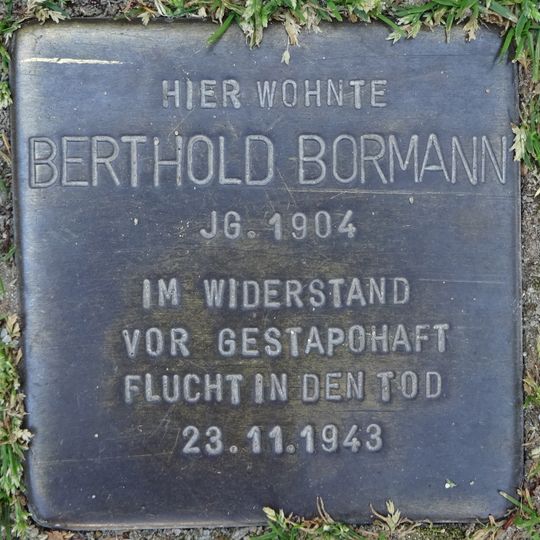 HIER WOHNTE
BERTHOLD BORMANN
JG. 1904
IM WIDERSTAND
VOR GESTAPOHAFT
FLUCHT IN DEN TOD
23.11.1943